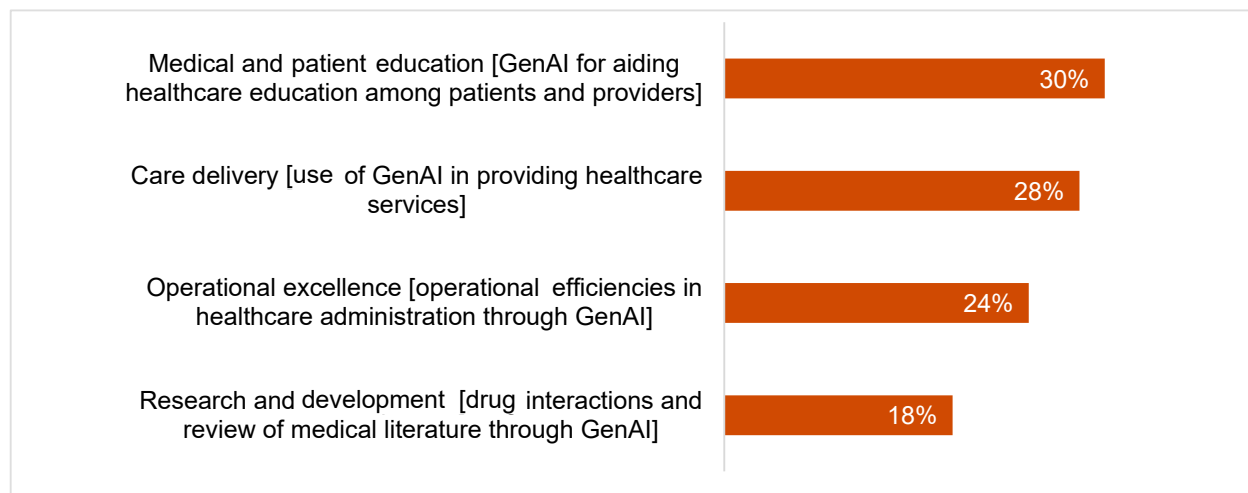 Medical and patient education [GenAI for aiding
healthcare education among patients and providers]
30%
Care delivery [use of GenAI in providing healthcare
services]
28%
Operational excellence [operational efficiencies in
healthcare administration through GenAI]
24%
Research and development [drug interactions and
review of medical literature through GenAI]
18%